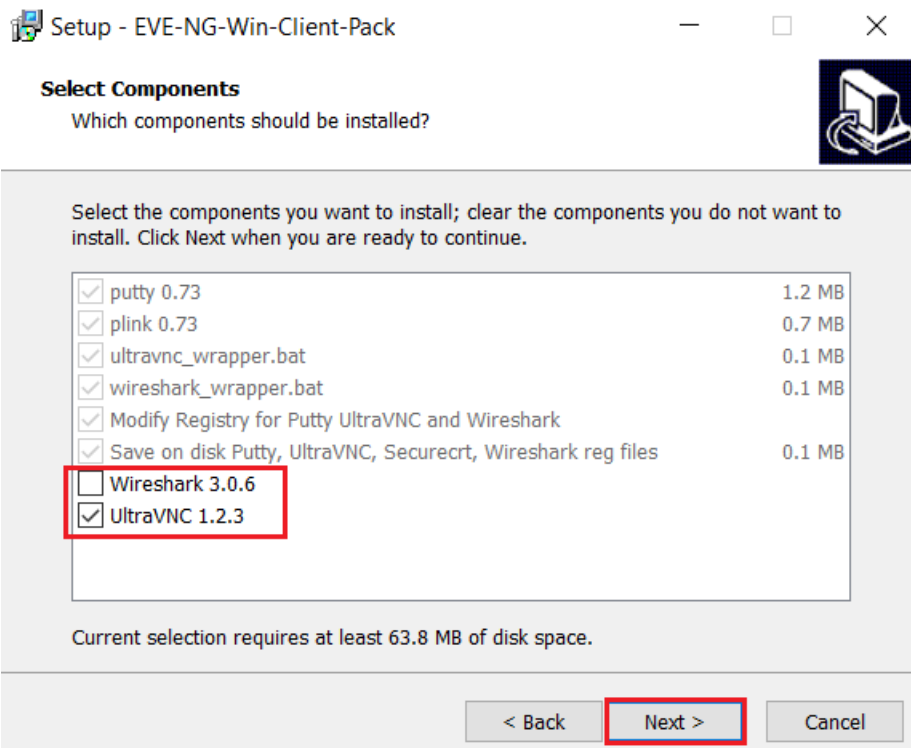 Setup - EVE-NG-Win-Client-Pack
Select Components
Which components should be installed?
Select the components you want to install; clear the components you do not want to
install. Click Next when you are ready to continue.
putty 0.73 1.2 MB
plink 0.73 0.7 MB
ultravnc_wrapper.bat 0.1 MB
wireshark_wrapper.bat 0.1 MB
Modify Registry for Putty UltraVNC and Wireshark
Save on disk Putty, UltraVNC, Securecrt, Wireshark reg files 0.1 MB
Wireshark 3.0.6
UltraVNC 1.2.3
Current selection requires at least 63.8 MB of disk space.
< Back Next > Cancel